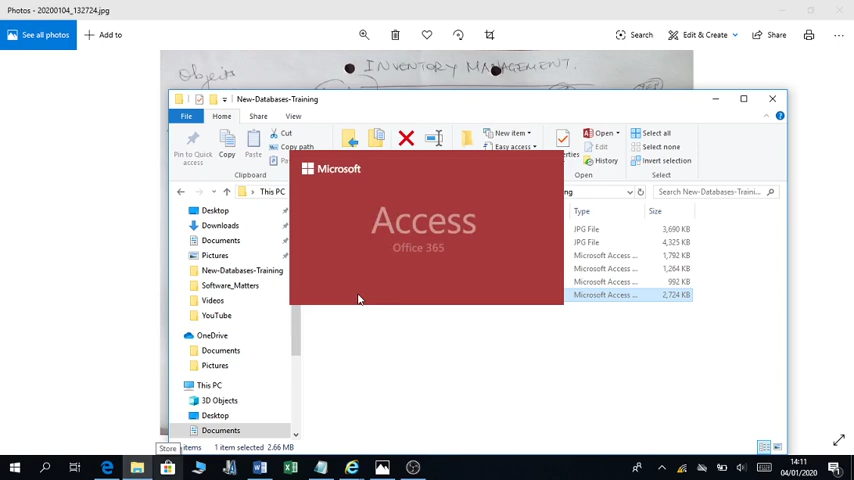 Photos - 20200104_132724.jpg
See all photos
Add to
Search
Edit & Create
Share
Objects
INVENTORY MANAGEMENT.
New-Databases-Training
File
Home
Share
View
Pin to Quick access
Copy
Paste
Cut
Copy path
New item
Easy access
Open
Edit
History
Select all
Select none
Invert selection
Clipboard
Open
Select
This PC
Search New-Databases-Traini...
Microsoft
Access
Office 365
Desktop
Downloads
Documents
Pictures
New-Databases-Training
Software_Matters
Videos
YouTube
OneDrive
Documents
Pictures
This PC
3D Objects
Desktop
Documents
Type
Size
JPG File
3,690 KB
JPG File
4,325 KB
Microsoft Access ...
1,792 KB
Microsoft Access ...
1,264 KB
Microsoft Access ...
992 KB
Microsoft Access ...
2,724 KB
Store
items
1 item selected 2.66 MB
14:11
04/01/2020